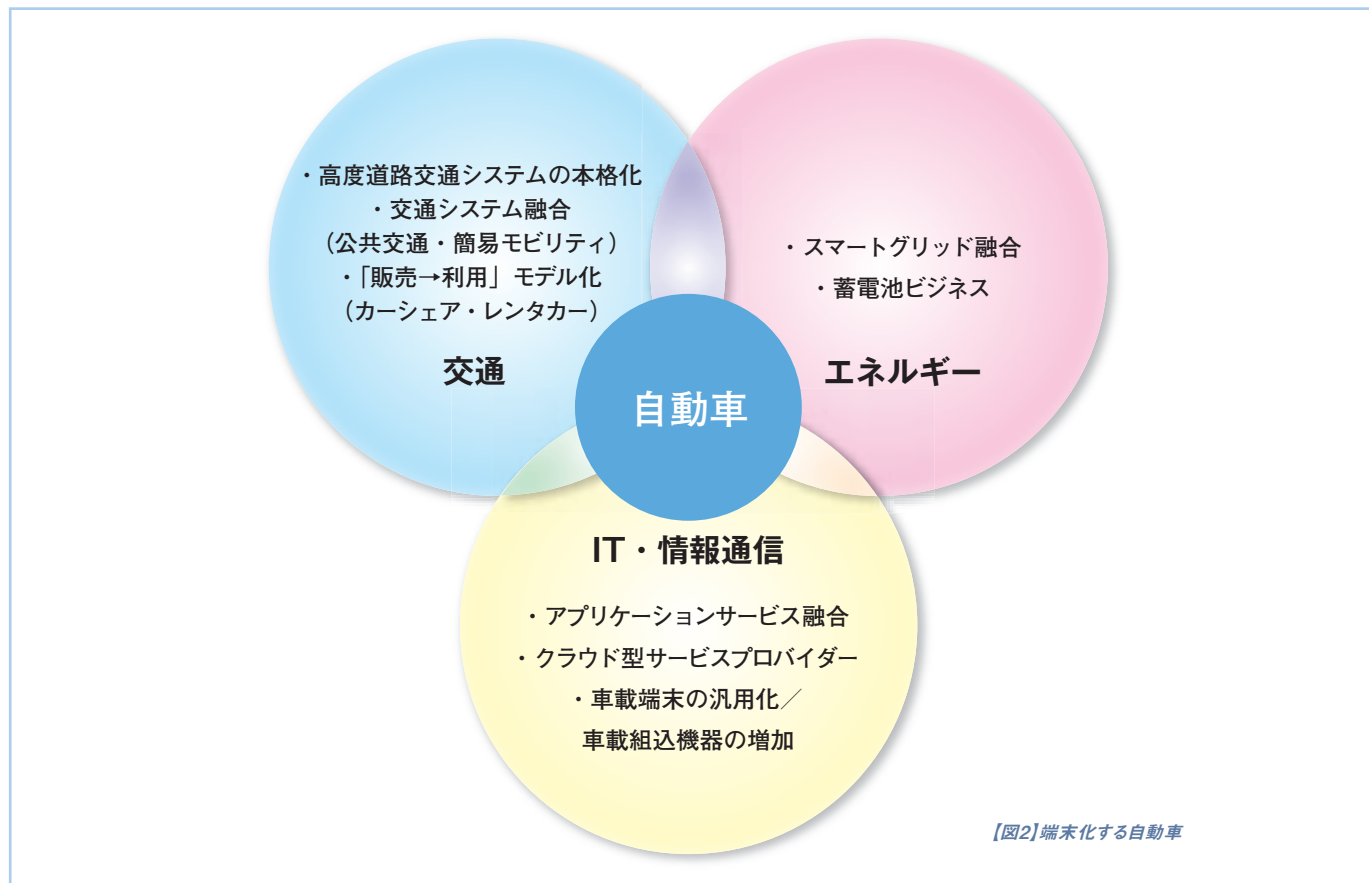 ・高度道路交通システムの本格化
・交通システム融合
（公共交通・簡易モビリティ）
・「販売→利用」モデル化
（カーシェア・レンタカー）
交通
・スマートグリッド融合
・蓄電池ビジネス
エネルギー
自動車
IT・情報通信
・アプリケーションサービス融合
・クラウド型サービスプロバイダー
・車載端末の汎用化／
車載組込機器の増加
【図2】端末化する自動車